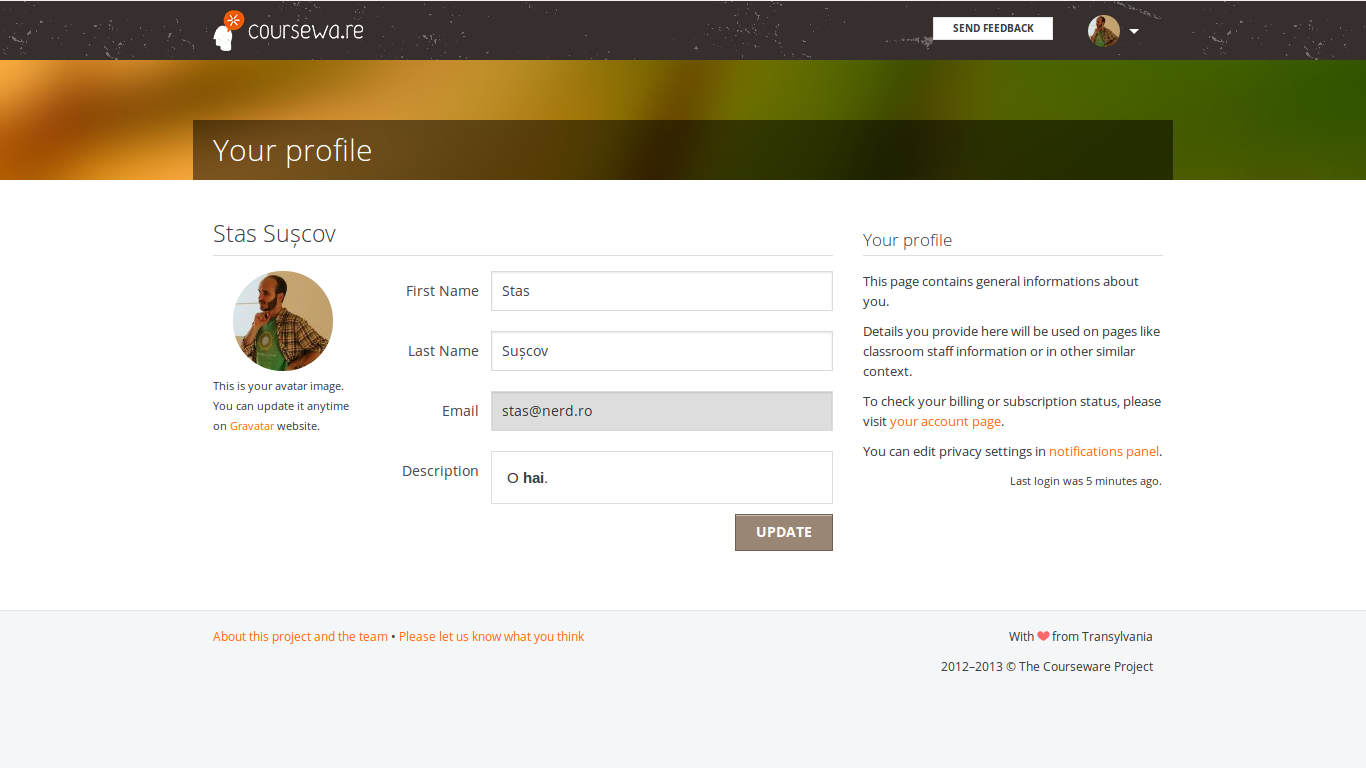 coursewa.re
SEND FEEDBACK
Your profile
Stas Sușcov
This is your avatar image.
You can update it anytime
on Gravatar website.
First Name
Stas
Last Name
Sușcov
Email
stas@nerd.ro
Description
O hai.
UPDATE
Your profile
This page contains general informations about
you.
Details you provide here will be used on pages like
classroom staff information or in other similar
context.
To check your billing or subscription status, please
visit your account page.
You can edit privacy settings in notifications panel.
Last login was 5 minutes ago.
About this project and the team • Please let us know what you think
With ❤ from Transylvania
2012–2013 © The Courseware Project